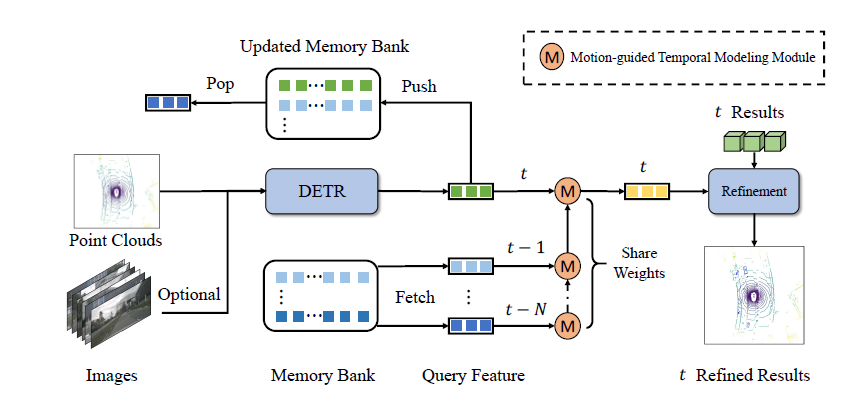 Updated Memory Bank
M Motion-guided Temporal Modeling Module
Pop
Push
t Results
DETR
t
M
t
Refinement
Point Clouds
t − 1
M
Share
Weights
Optional
Fetch
t − N
M
Images
Memory Bank
Query Feature
t Refined Results